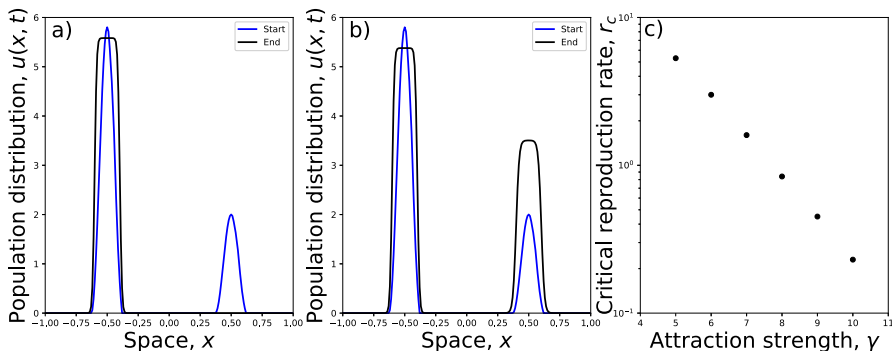 a)
Population distribution, u(x, t)
6
5
4
3
2
1
0
Start
End
−1,00 −0,75 −0,50 −0,25 0,00 0,25 0,50 0,75 1,00
Space, x
b)
Population distribution, u(x, t)
6
5
4
3
2
1
0
Start
End
−1,00 −0,75 −0,50 −0,25 0,00 0,25 0,50 0,75 1,00
Space, x
c)
Critical reproduction rate, r_c
10¹
10⁰
10⁻¹
4 5 6 7 8 9 10 11
Attraction strength, γ